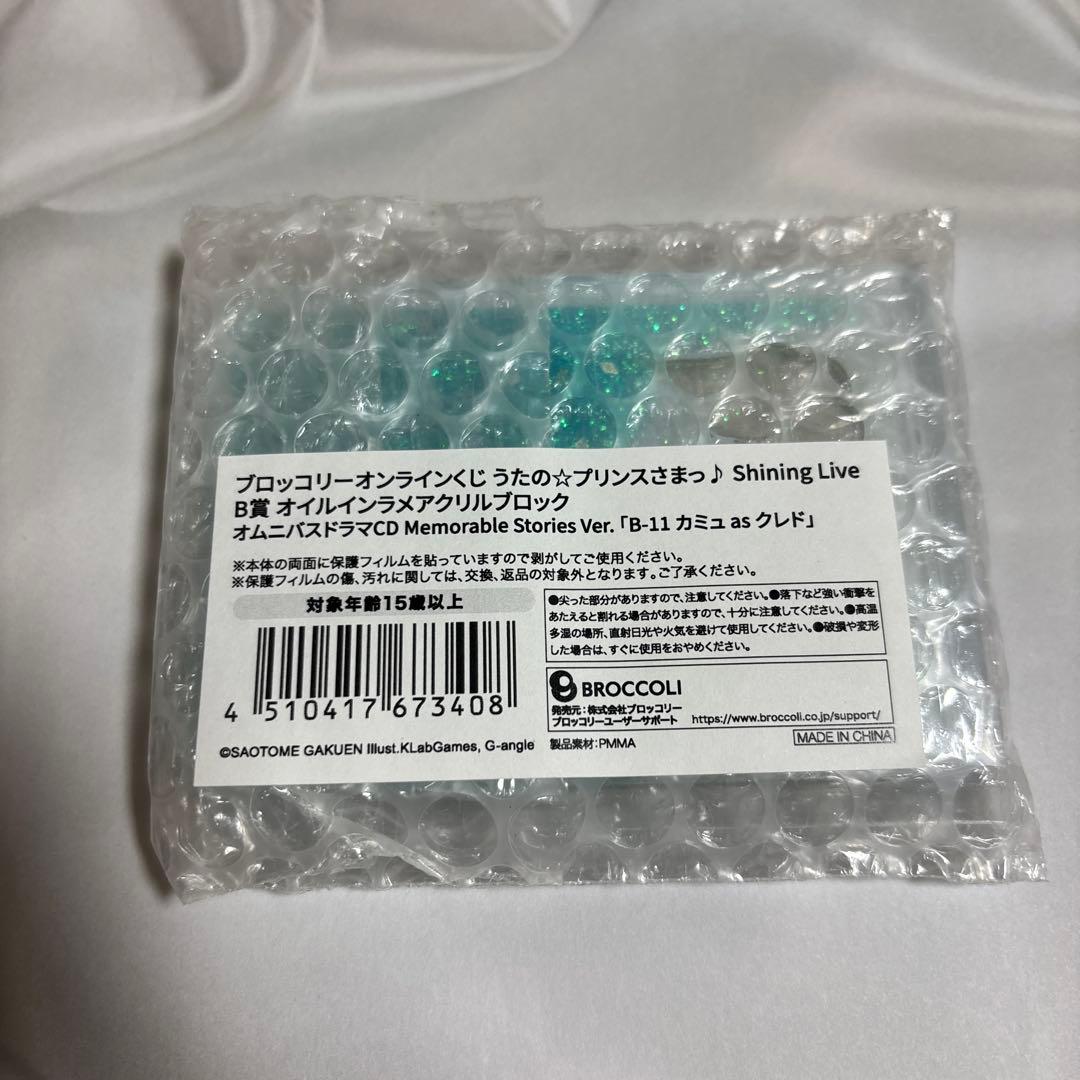 ブロッコリーオンラインくじ うたの☆プリンスさまっ♪ Shining Live
B賞 オイルインラメアクリルブロック
オムニバスドラマCD Memorable Stories Ver. 「B-11 カミュ as クレド」
※本体の両面に保護フィルムを貼っていますので剥がしてご使用ください。
※保護フィルムの傷、汚れに関しては、交換、返品の対象外となります。ご了承ください。
対象年齢15歳以上
4 510417 673408
©SAOTOME GAKUEN Illust.KLabGames, G-angle
●尖った部分がありますので、注意してください。●落下など強い衝撃を
あたえると割れる場合がありますので、十分に注意してください。●高温
多湿の場所、直射日光や火気を避けて使用してください。●破損や変形
した場合は、すぐに使用をおやめください。
BROCCOLI
発売元:株式会社ブロッコリー
ブロッコリーユーザーサポート https://www.broccoli.co.jp/support/
製品素材:PMMA
MADE IN CHINA